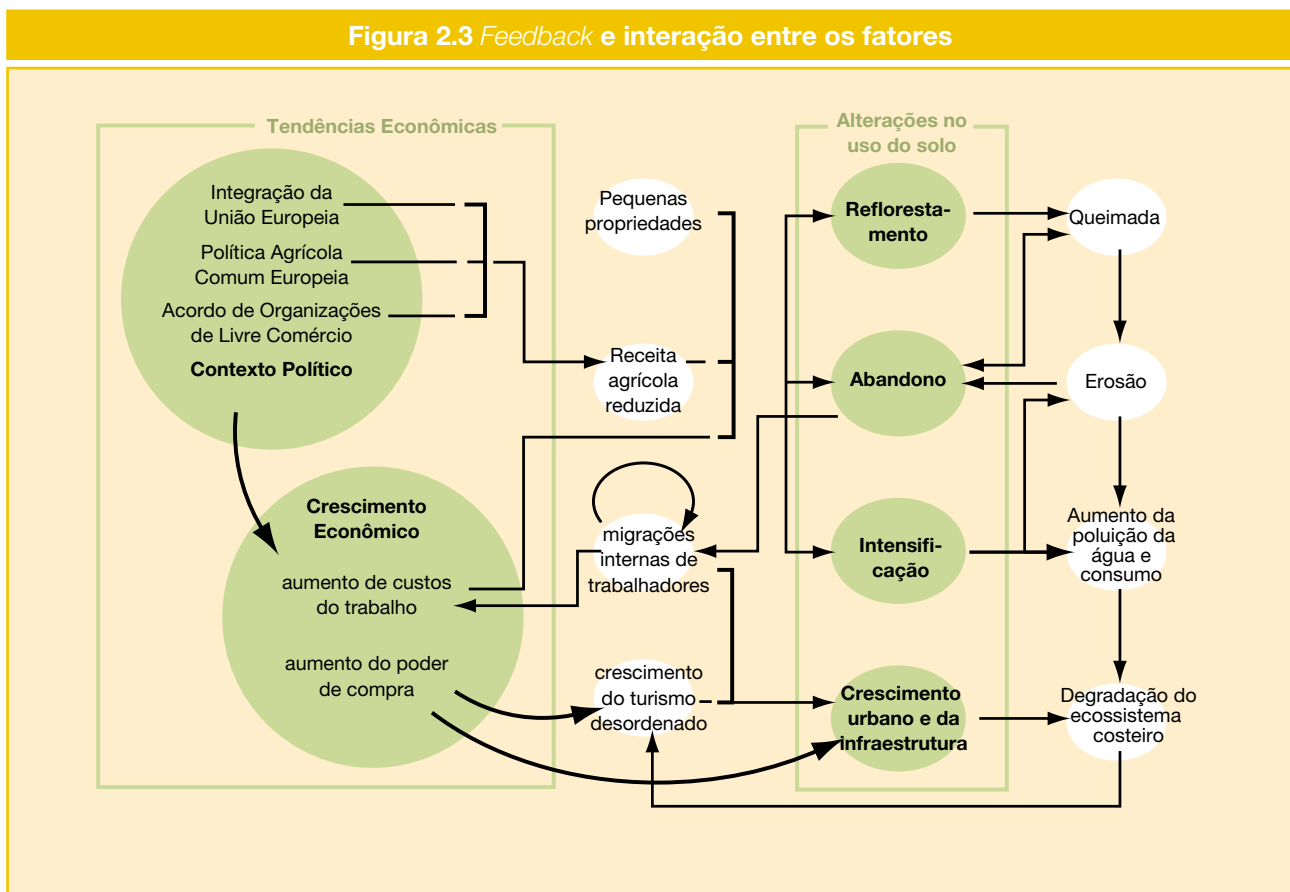 Figura 2.3 Feedback e interação entre os fatores
Tendências Econômicas
Integração da
União Europeia
Política Agrícola
Comum Europeia
Acordo de Organizações
de Livre Comércio
Contexto Político
Crescimento
Econômico
aumento de custos
do trabalho
aumento do poder
de compra
Pequenas
propriedades
Receita
agrícola
reduzida
migrações
internas de
trabalhadores
crescimento
do turismo
desordenado
Alterações no
uso do solo
Refloresta-
mento
Abandono
Intensifi-
cação
Crescimento
urbano e da
infraestrutura
Queimada
Erosão
Aumento da
poluição da
água e
consumo
Degradação do
ecossistema
costeiro